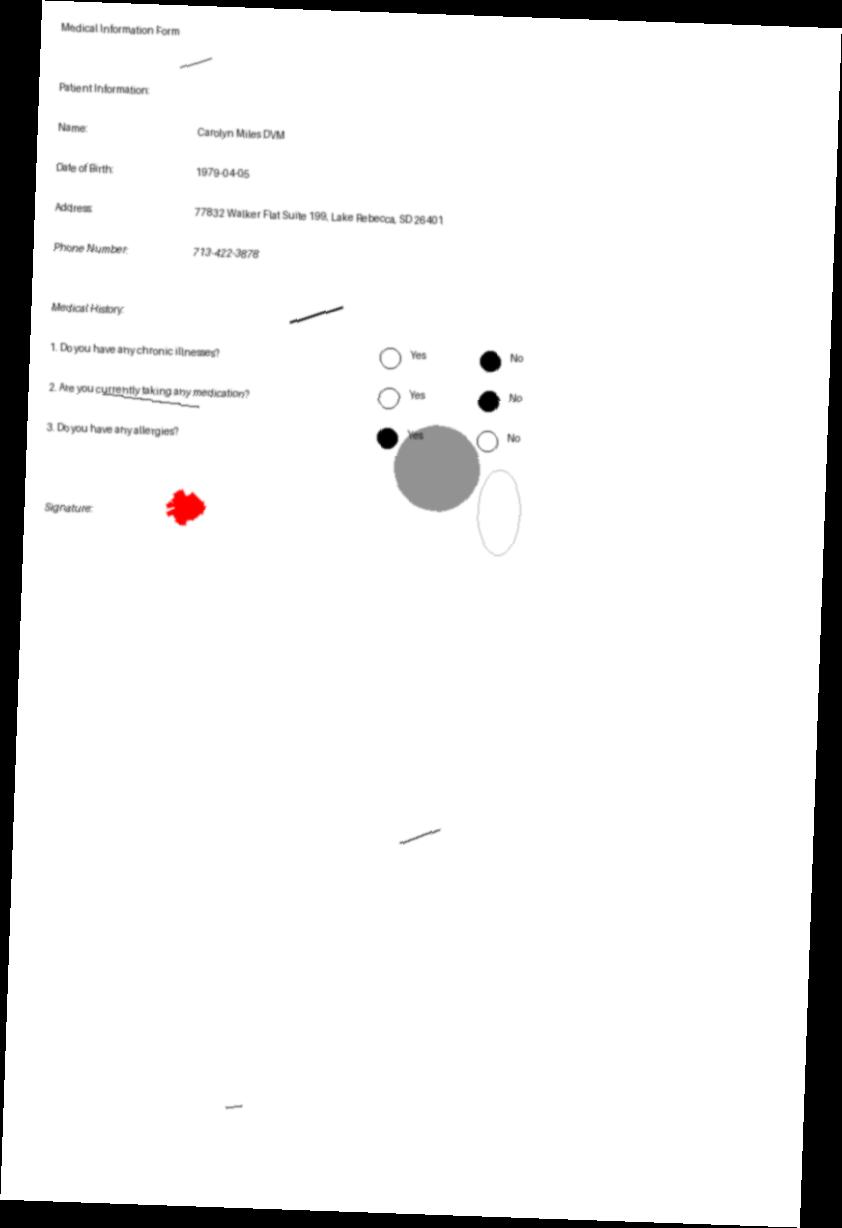 Medical Information Form
Patient Information:
Name: Carolyn Miles DVM
Date of Birth: 1979-04-05
Address: 77832 Walker Flat Suite 199, Lake Rebecca, SD 26401
Phone Number: 713-422-3878
Medical History:
1. Do you have any chronic illnesses? Yes No
2. Are you currently taking any medication? Yes No
3. Do you have any allergies? Yes No
Signature: